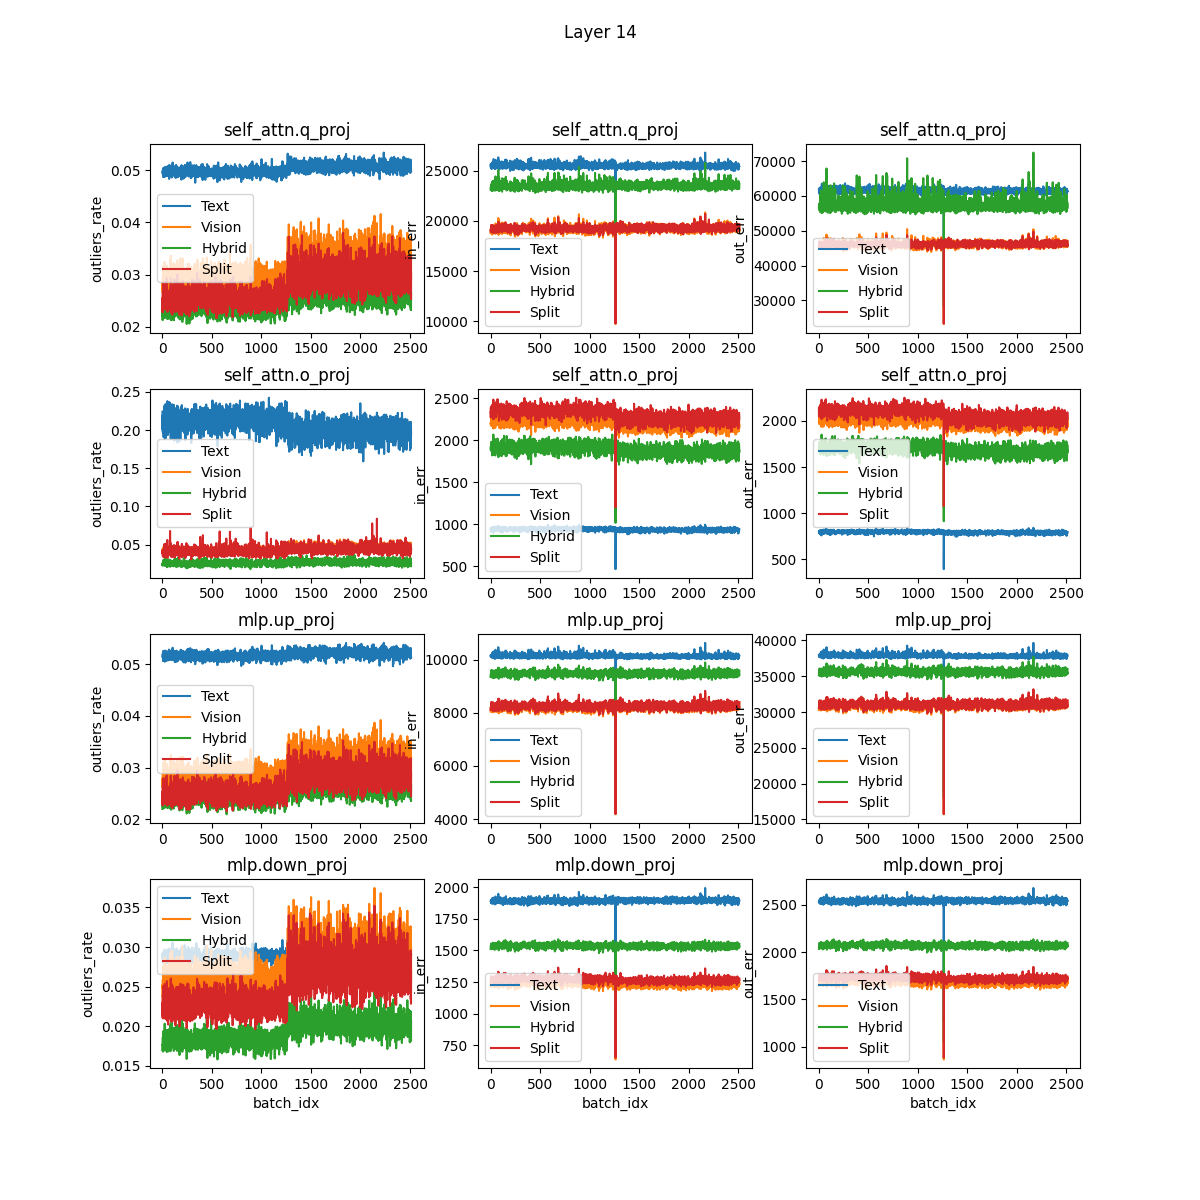 Layer 14
self_attn.q_proj
self_attn.q_proj
self_attn.q_proj
outliers_rate
0.05
0.04
0.03
0.02
Text
Vision
Hybrid
Split
0 500 1000 1500 2000 2500
in_err
25000
20000
15000
10000
Text
Vision
Hybrid
Split
0 500 1000 1500 2000 2500
out_err
70000
60000
50000
40000
30000
Text
Vision
Hybrid
Split
0 500 1000 1500 2000 2500
self_attn.o_proj
self_attn.o_proj
self_attn.o_proj
outliers_rate
0.25
0.20
0.15
0.10
0.05
Text
Vision
Hybrid
Split
0 500 1000 1500 2000 2500
in_err
2500
2000
1500
1000
500
Text
Vision
Hybrid
Split
0 500 1000 1500 2000 2500
out_err
2000
1500
1000
500
Text
Vision
Hybrid
Split
0 500 1000 1500 2000 2500
mlp.up_proj
mlp.up_proj
mlp.up_proj
outliers_rate
0.05
0.04
0.03
0.02
Text
Vision
Hybrid
Split
0 500 1000 1500 2000 2500
in_err
10000
8000
6000
4000
Text
Vision
Hybrid
Split
0 500 1000 1500 2000 2500
out_err
40000
35000
30000
25000
20000
15000
Text
Vision
Hybrid
Split
0 500 1000 1500 2000 2500
mlp.down_proj
mlp.down_proj
mlp.down_proj
outliers_rate
0.035
0.030
0.025
0.020
0.015
Text
Vision
Hybrid
Split
0 500 1000 1500 2000 2500
batch_idx
in_err
2000
1750
1500
1250
1000
750
Text
Vision
Hybrid
Split
0 500 1000 1500 2000 2500
batch_idx
out_err
2500
2000
1500
1000
Text
Vision
Hybrid
Split
0 500 1000 1500 2000 2500
batch_idx